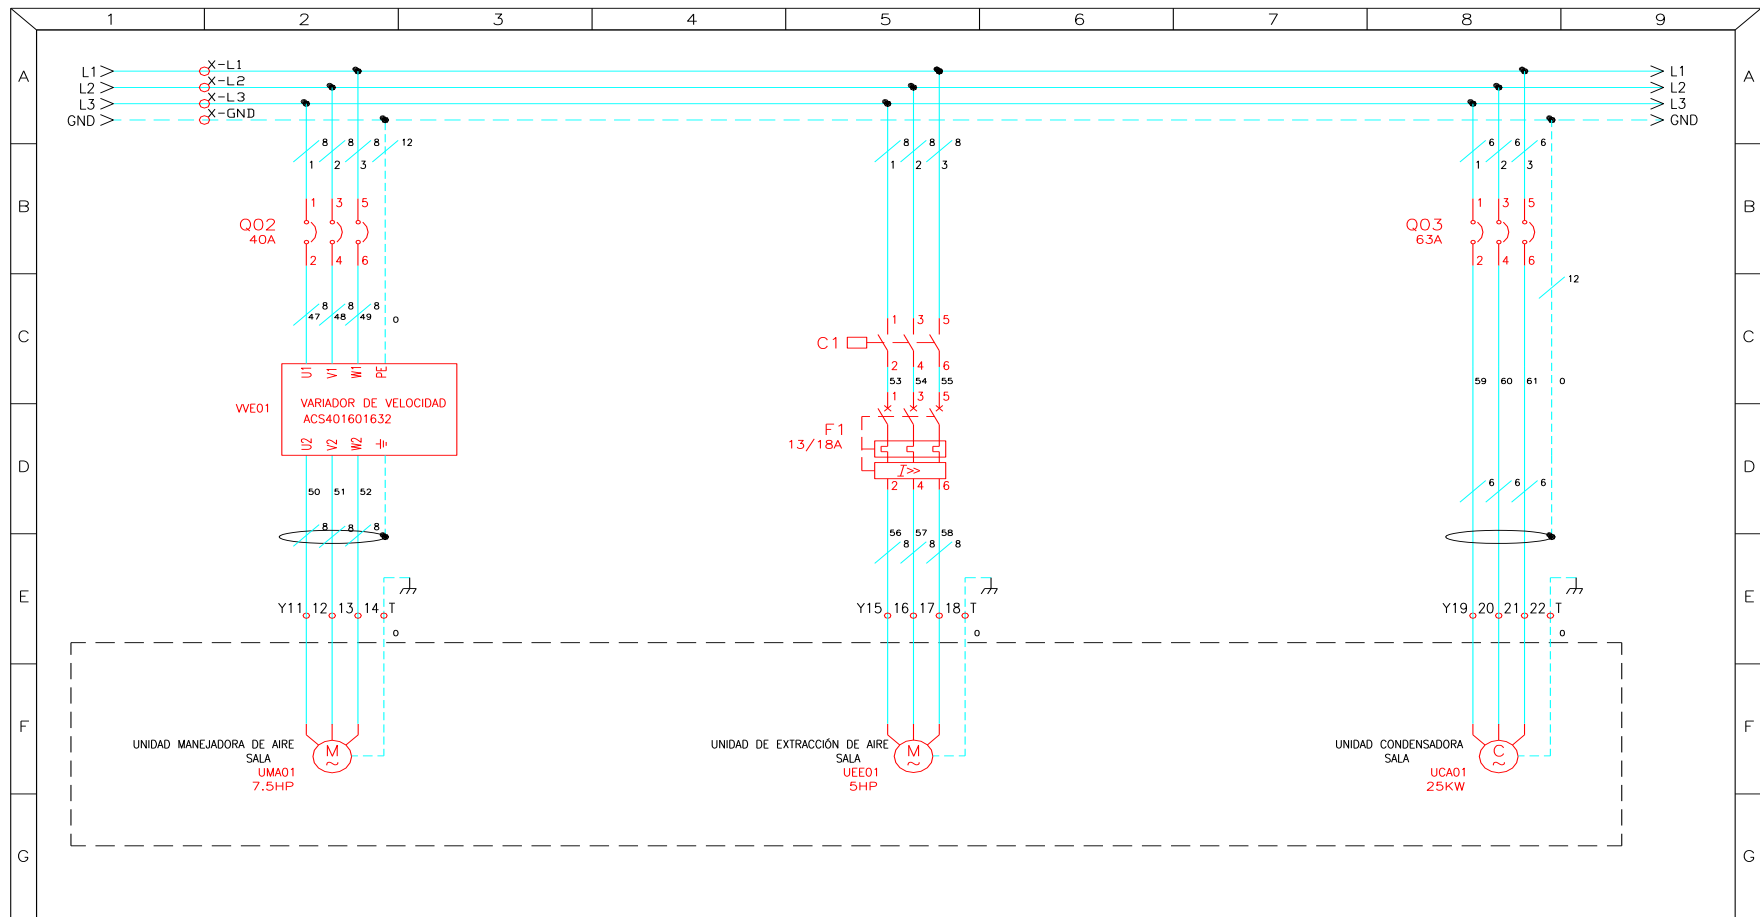 1 2 3 4 5 6 7 8 9
A A
L1 X-L1 L1
L2 X-L2 L2
L3 X-L3 L3
GND X-GND GND
8 8 8 12 8 8 8 6 6 6
1 2 3 1 2 3 1 2 3
B B
1 3 5 1 3 5
Q02 Q03
40A 63A
2 4 6 2 4 6
12
8 8 8
47 48 49 0
1 3 5
C C
C1
2 4 6
U1 V1 W1 PE
53 54 55 59 60 61 0
1 3 5
VVE01 VARIADOR DE VELOCIDAD
ACS401601632
F1
13/18A
U2 V2 W2
D D
I>>
2 4 6
6 6 6
50 51 52
8 8 8
56 57 58
8 8 8
E E
Y11 12 13 14 T Y15 16 17 18 T Y19 20 21 22 T
0 0 0
F F
UNIDAD MANEJADORA DE AIRE
SALA
UMA01
7.5HP
M
~
UNIDAD DE EXTRACCIÓN DE AIRE
SALA
UEE01
5HP
M
~
UNIDAD CONDENSADORA
SALA
UCA01
25KW
C
~
G G